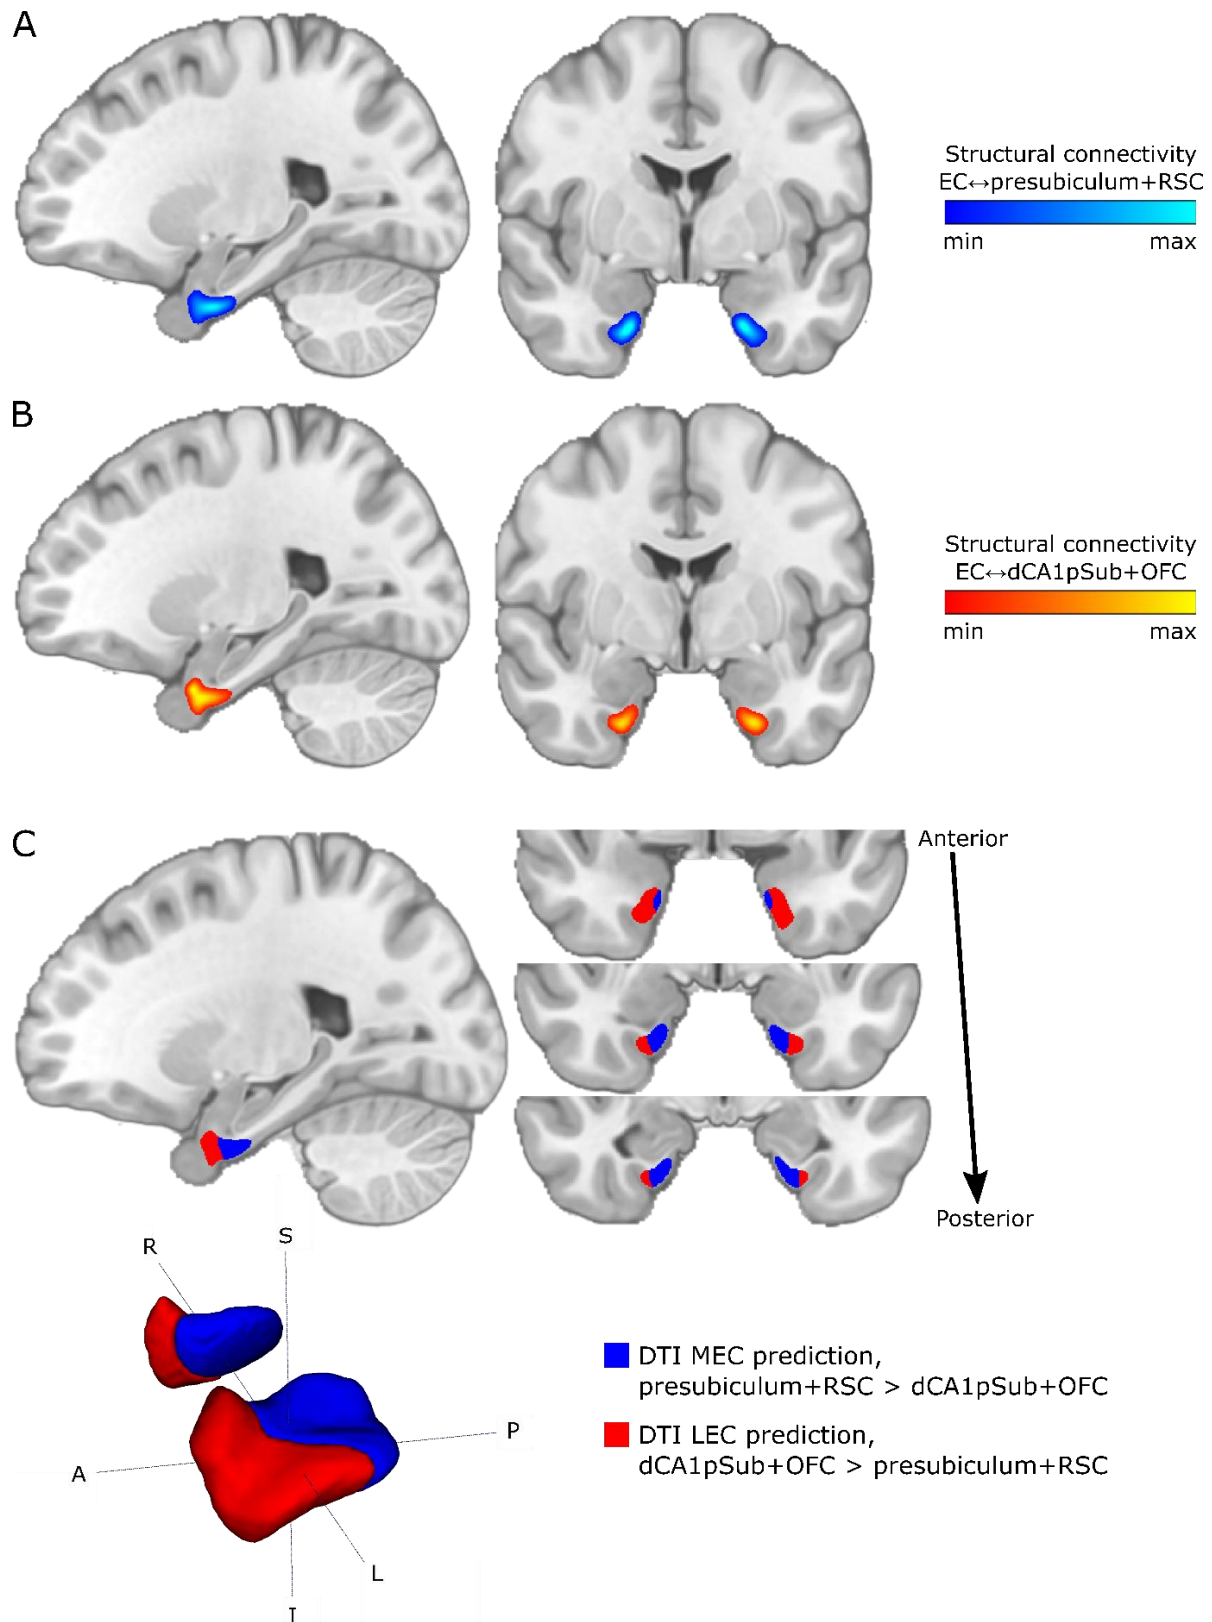 A
Structural connectivity
EC↔presubiculum+RSC
min max
B
Structural connectivity
EC↔dCA1pSub+OFC
min max
C
Anterior
Posterior
R
S
P
A
L
I
DTI MEC prediction,
presubiculum+RSC > dCA1pSub+OFC
DTI LEC prediction,
dCA1pSub+OFC > presubiculum+RSC